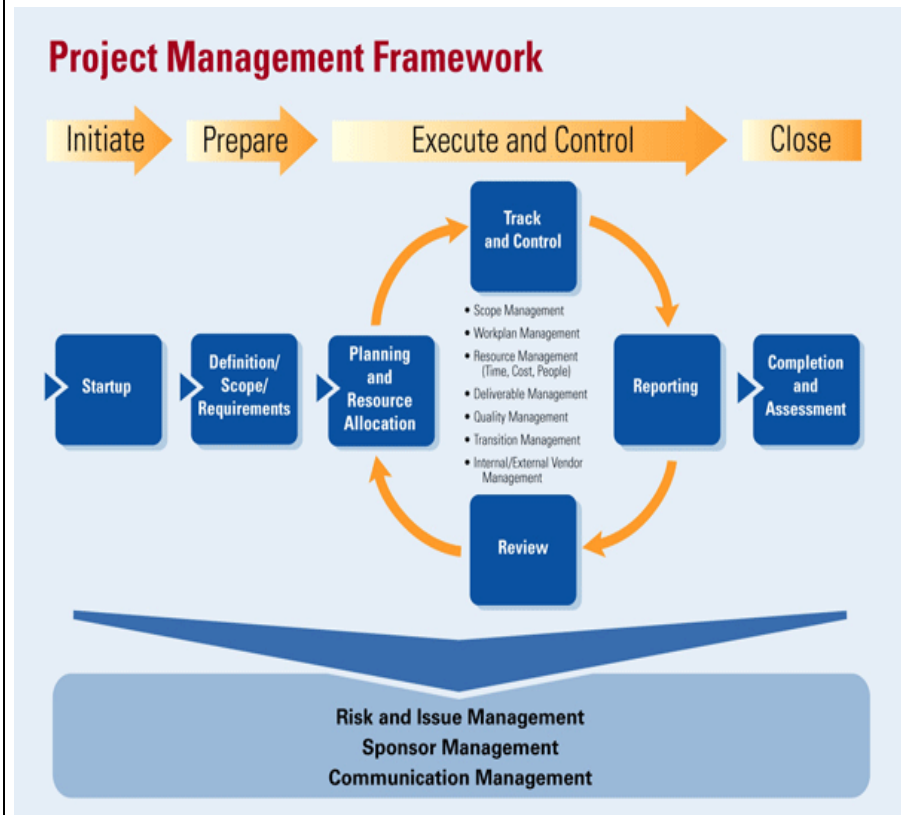 Project Management Framework
Initiate
Prepare
Execute and Control
Close
Track
and Control
• Scope Management
• Workplan Management
• Resource Management
(Time, Cost, People)
• Deliverable Management
• Quality Management
• Transition Management
• Internal/External Vendor
Management
Startup
Definition/
Scope/
Requirements
Planning
and
Resource
Allocation
Reporting
Completion
and
Assessment
Review
Risk and Issue Management
Sponsor Management
Communication Management